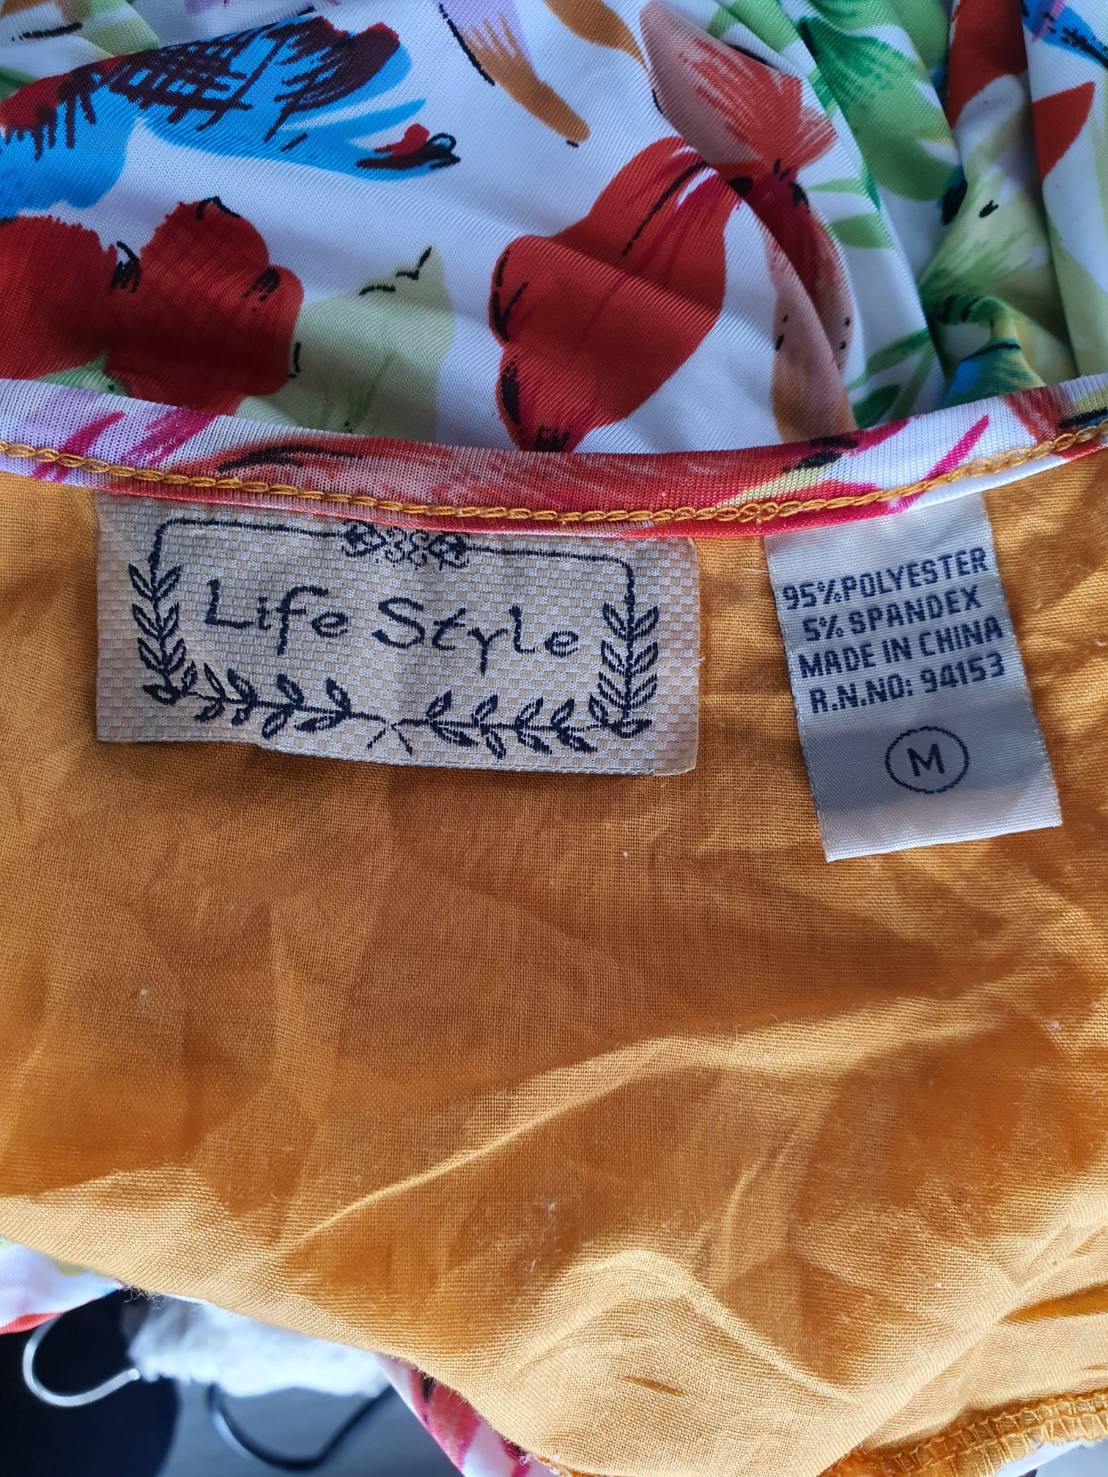 Life Style
95%POLYESTER
5% SPANDEX
MADE IN CHINA
R.N.NO: 94153
M